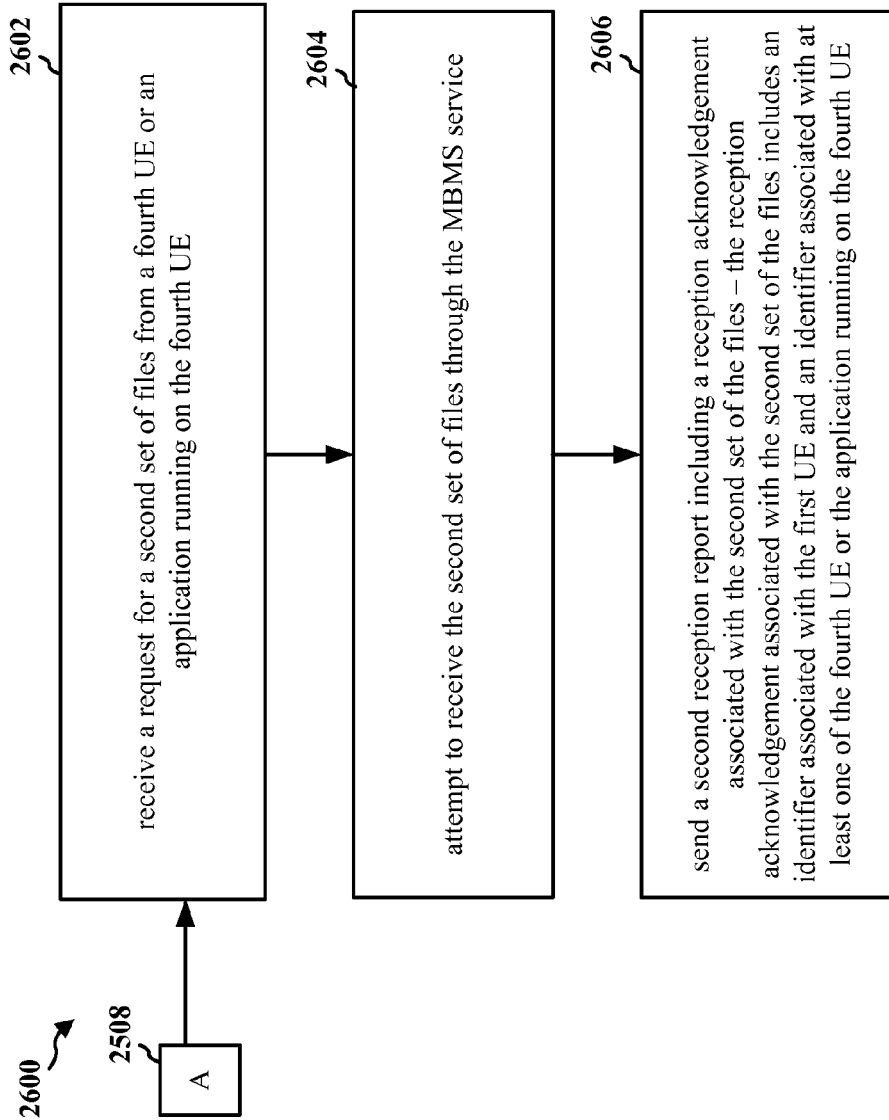 2600
2508
A
2602
receive a request for a second set of files from a fourth UE or an
application running on the fourth UE
2604
attempt to receive the second set of files through the MBMS service
2606
send a second reception report including a reception acknowledgement
associated with the second set of the files – the reception
acknowledgement associated with the second set of the files includes an
identifier associated with the first UE and an identifier associated with at
least one of the fourth UE or the application running on the fourth UE